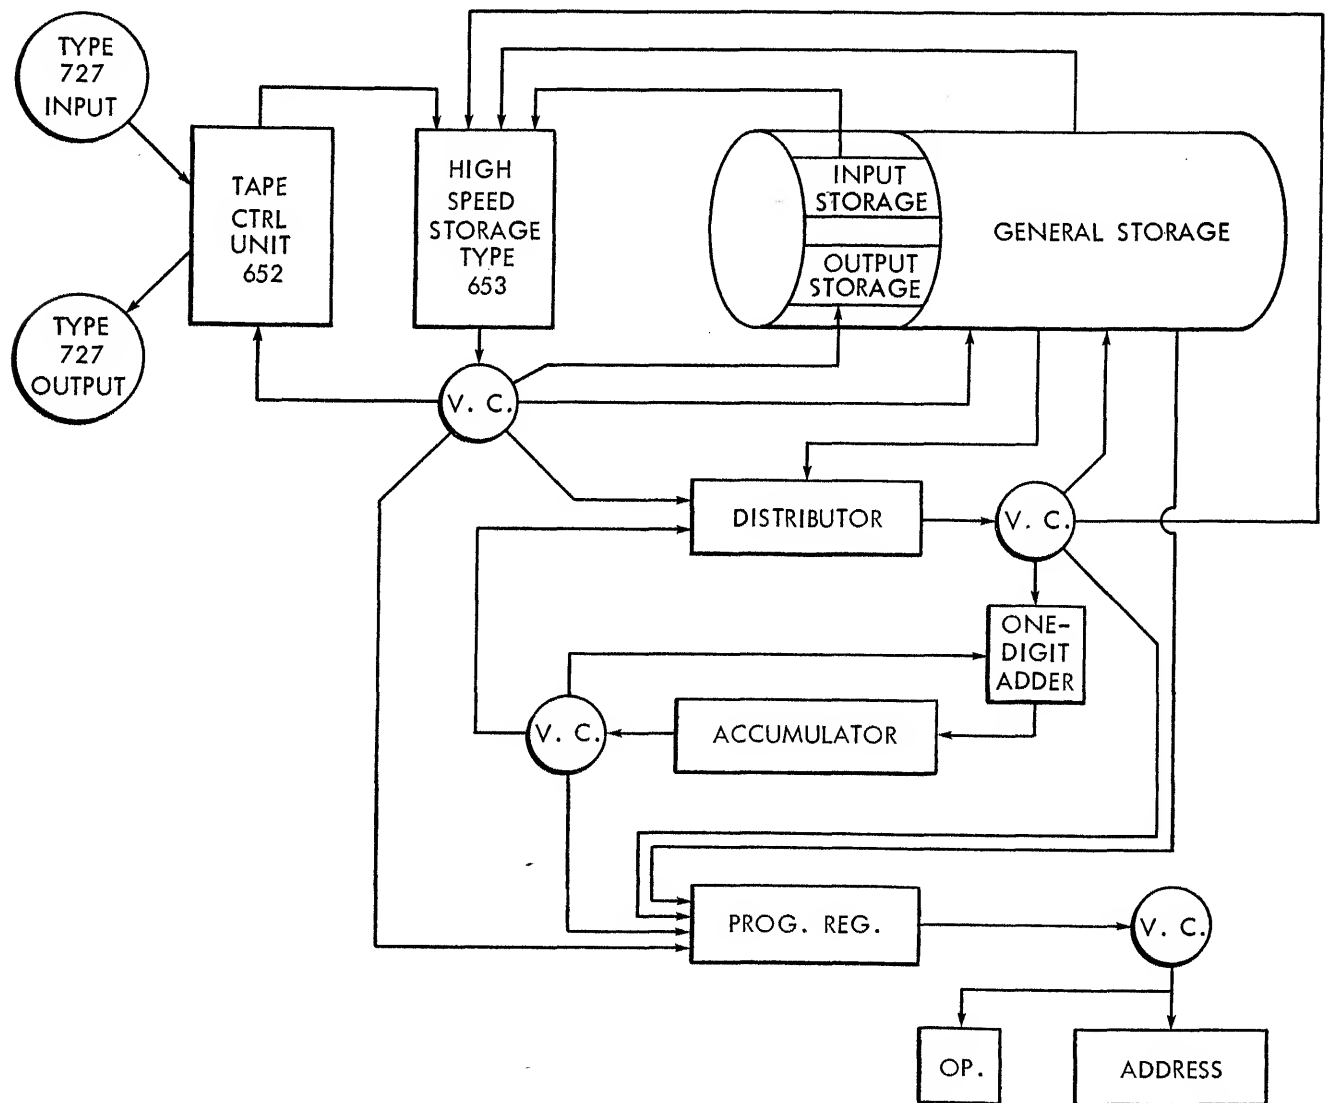 TYPE
727
INPUT
TAPE
CTRL
UNIT
652
TYPE
727
OUTPUT
HIGH
SPEED
STORAGE
TYPE
653
INPUT
STORAGE
OUTPUT
STORAGE
GENERAL STORAGE
V. C.
DISTRIBUTOR
V. C.
ONE-
DIGIT
ADDER
V. C.
ACCUMULATOR
PROG. REG.
V. C.
OP.
ADDRESS